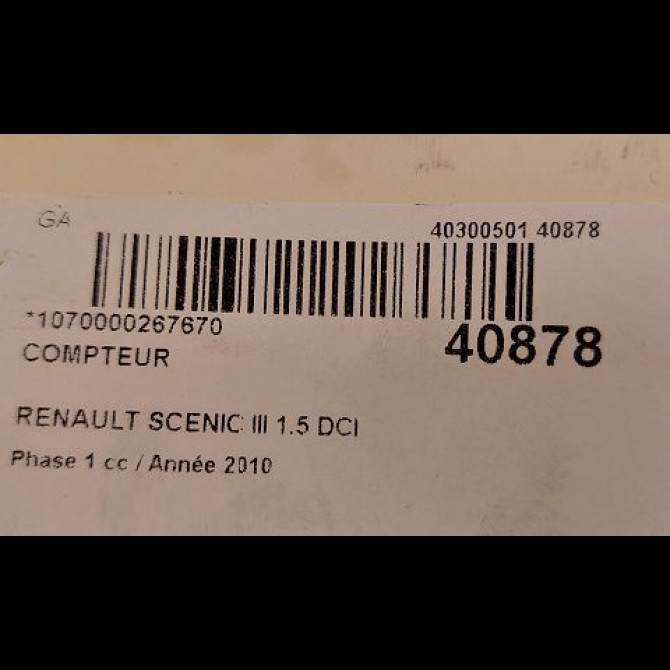 GA
40300501 40878
*1070000267670
40878
COMPTEUR
RENAULT SCENIC III 1.5 DCI
Phase 1 cc / Année 2010